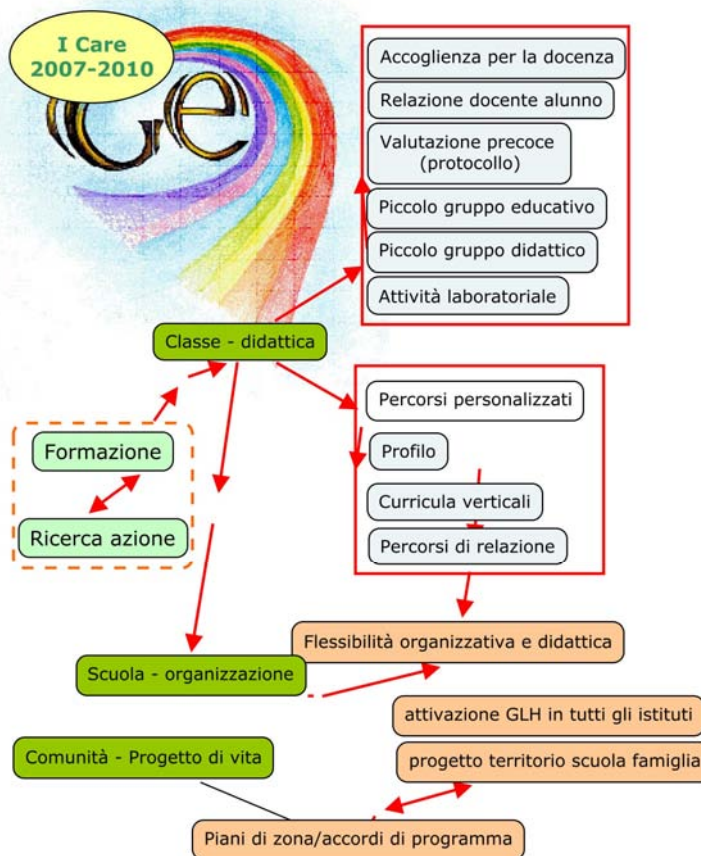 I Care
2007-2010
Accoglienza per la docenza
Relazione docente alunno
Valutazione precoce
(protocollo)
Piccolo gruppo educativo
Piccolo gruppo didattico
Attività laboratoriale
Classe - didattica
Percorsi personalizzati
Formazione
Profilo
Curricula verticali
Ricerca azione
Percorsi di relazione
Flessibilità organizzativa e didattica
Scuola - organizzazione
attivazione GLH in tutti gli istituti
Comunità - Progetto di vita
progetto territorio scuola famiglia
Piani di zona/accordi di programma